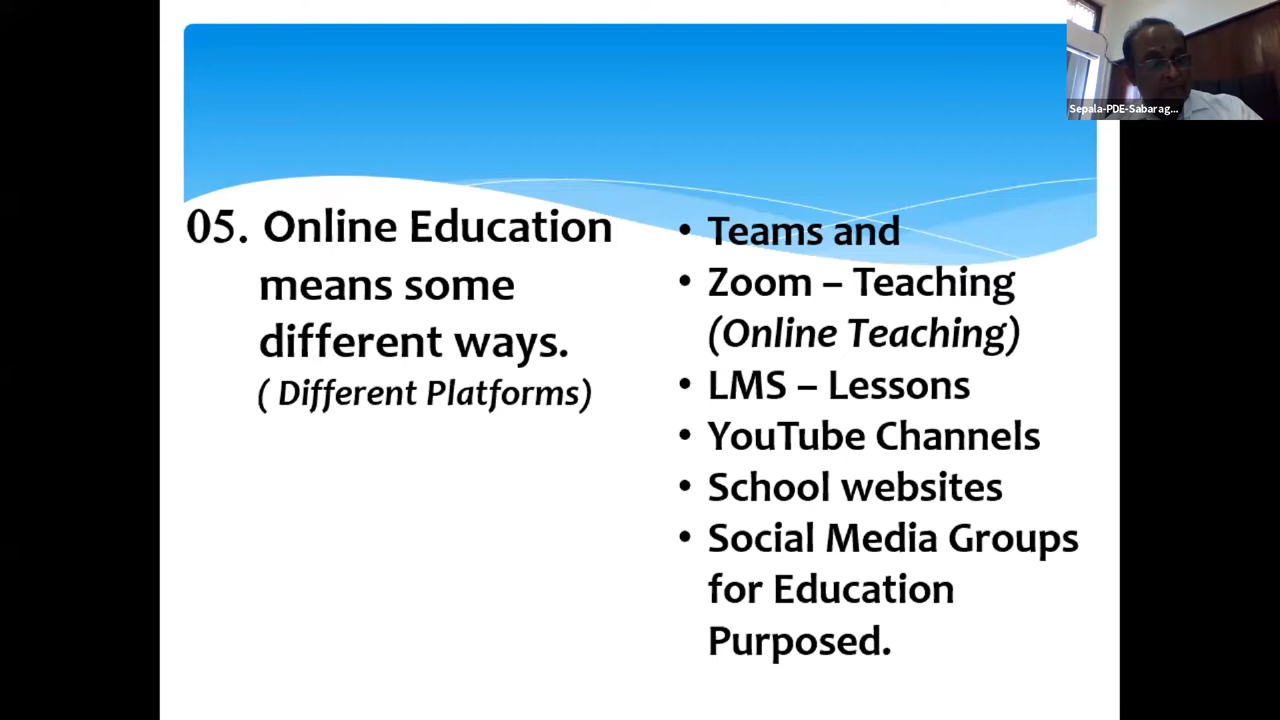 05. Online Education
means some
different ways.
( Different Platforms)
• Teams and
• Zoom – Teaching
(Online Teaching)
• LMS – Lessons
• YouTube Channels
• School websites
• Social Media Groups
for Education
Purposed.
Sepala-PDE-Sabarag...